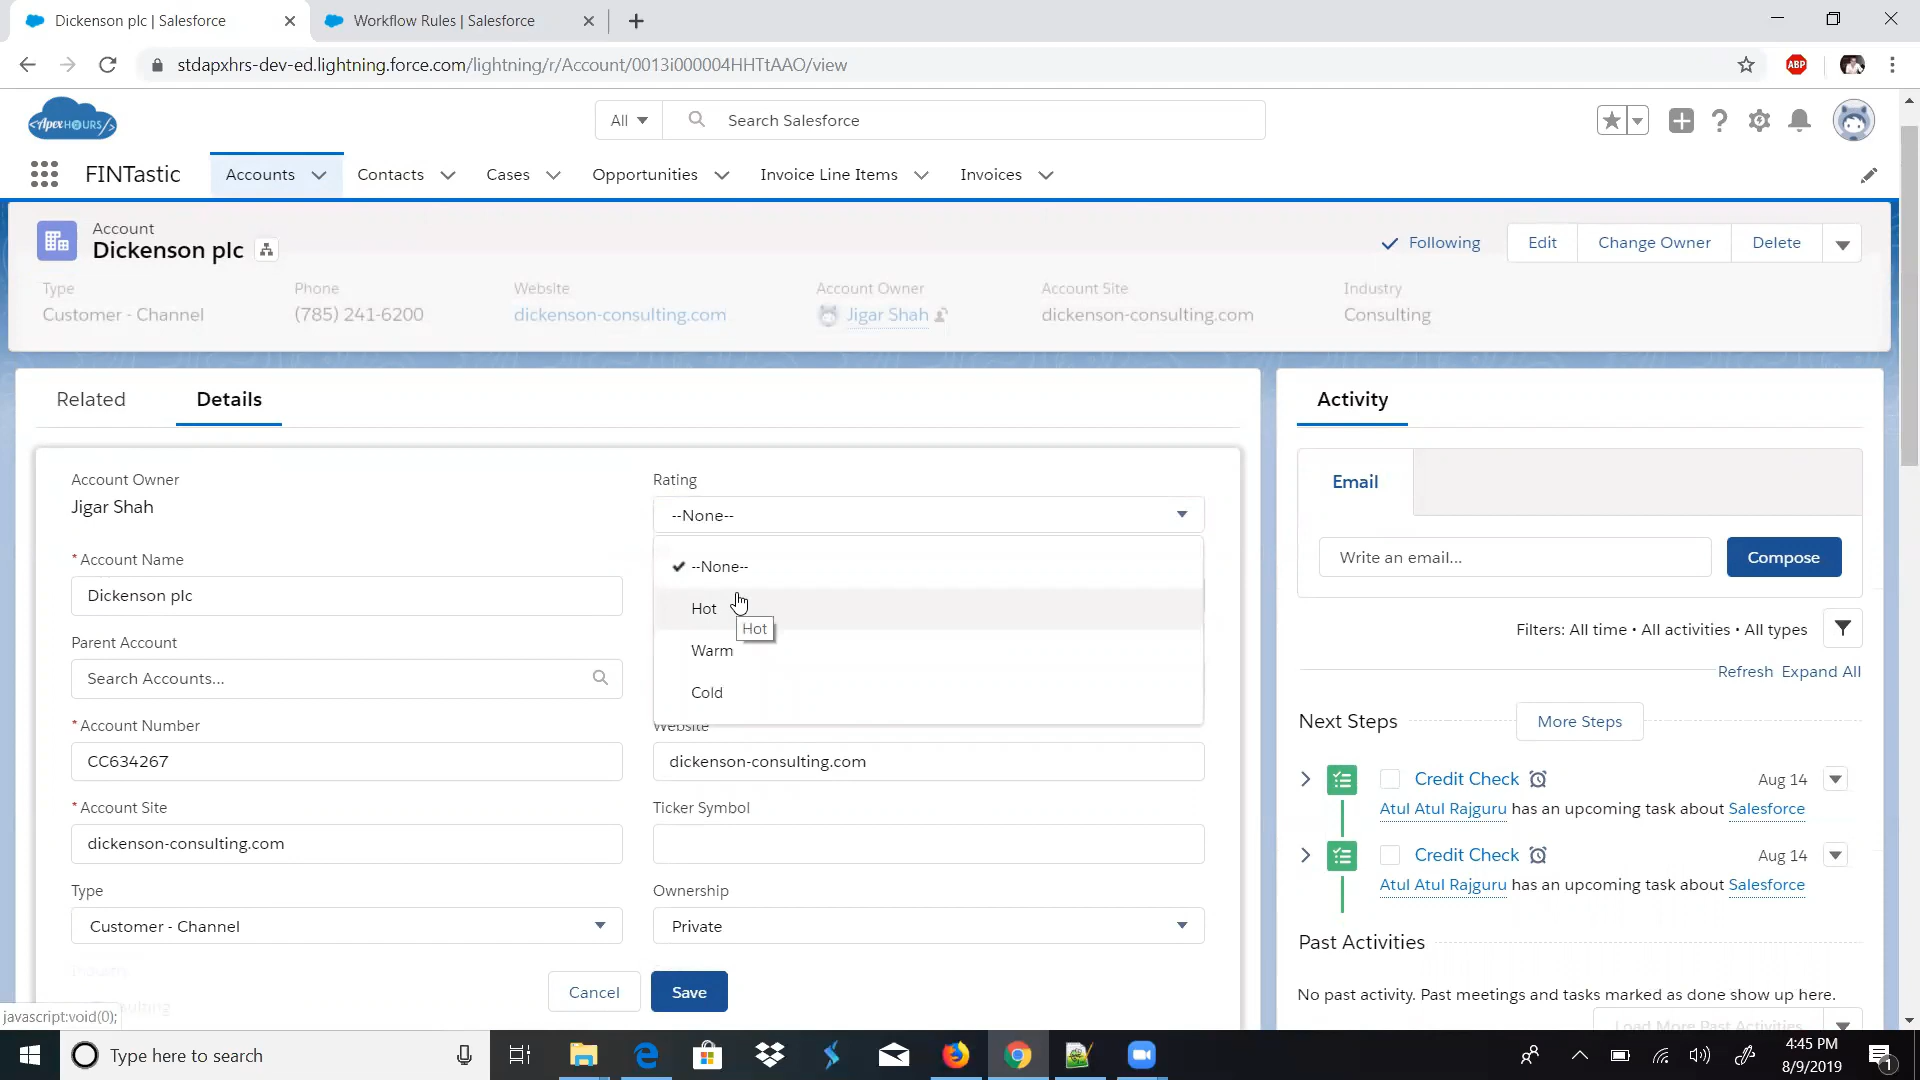 Dickenson plc | Salesforce
Workflow Rules | Salesforce
stdapxhrs-dev-ed.lightning.force.com/lightning/r/Account/0013i000004HHTtAAO/view
ABP
<ApexHOURS/>
All
Search Salesforce
FINTastic
Accounts
Contacts
Cases
Opportunities
Invoice Line Items
Invoices
Account
Dickenson plc
Following
Edit
Change Owner
Delete
Type
Phone
Website
Account Owner
Account Site
Industry
Customer - Channel
(785) 241-6200
dickenson-consulting.com
Jigar Shah
dickenson-consulting.com
Consulting
Related
Details
Account Owner
Jigar Shah
Rating
--None--
--None--
Hot
Hot
Warm
Cold
*Account Name
Dickenson plc
Parent Account
Search Accounts...
*Account Number
CC634267
Website
dickenson-consulting.com
*Account Site
dickenson-consulting.com
Ticker Symbol
Type
Customer - Channel
Ownership
Private
Industry
Cancel
Save
javascript:void(0);
Activity
Email
Write an email...
Compose
Filters: All time • All activities • All types
Refresh Expand All
Next Steps
More Steps
Credit Check
Aug 14
Atul Atul Rajguru has an upcoming task about Salesforce
Credit Check
Aug 14
Atul Atul Rajguru has an upcoming task about Salesforce
Past Activities
No past activity. Past meetings and tasks marked as done show up here.
Load More Past Activities
Type here to search
4:45 PM
8/9/2019
1